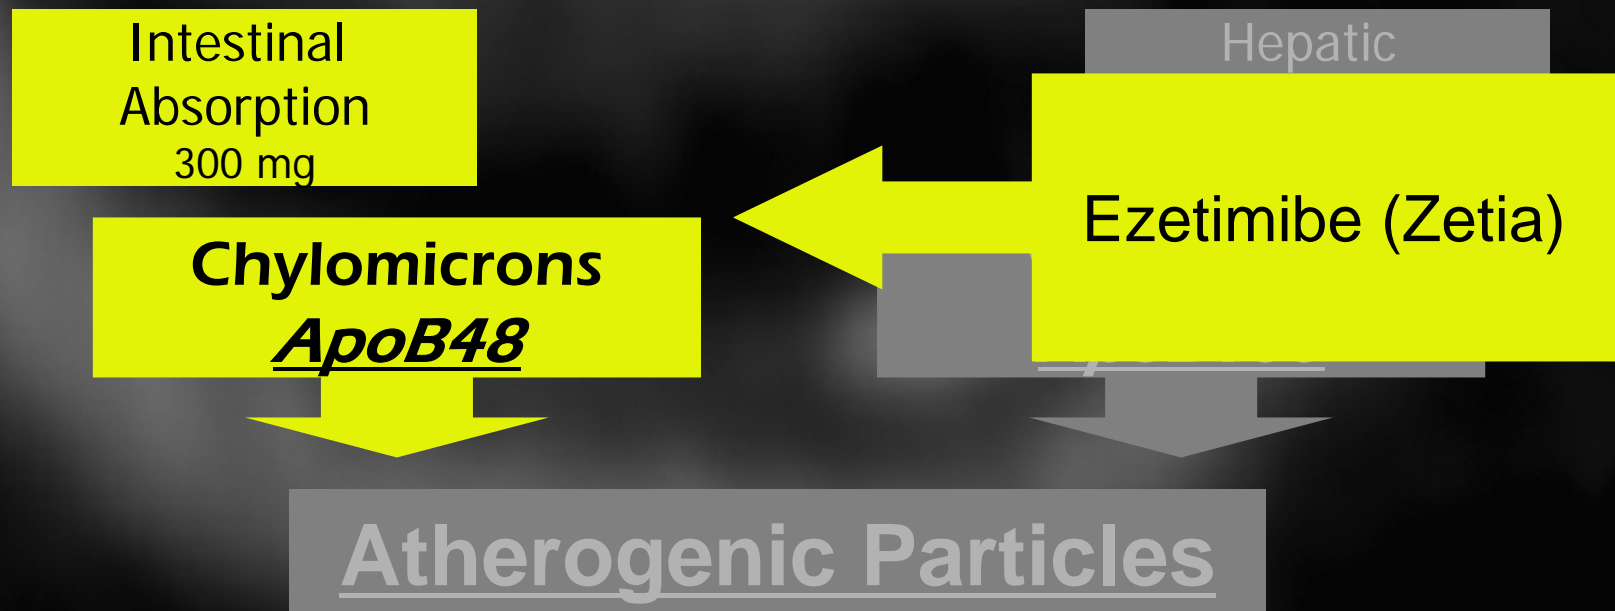 Intestinal
Absorption
300 mg
Hepatic
Ezetimibe (Zetia)
Chylomicrons
ApoB48
Atherogenic Particles